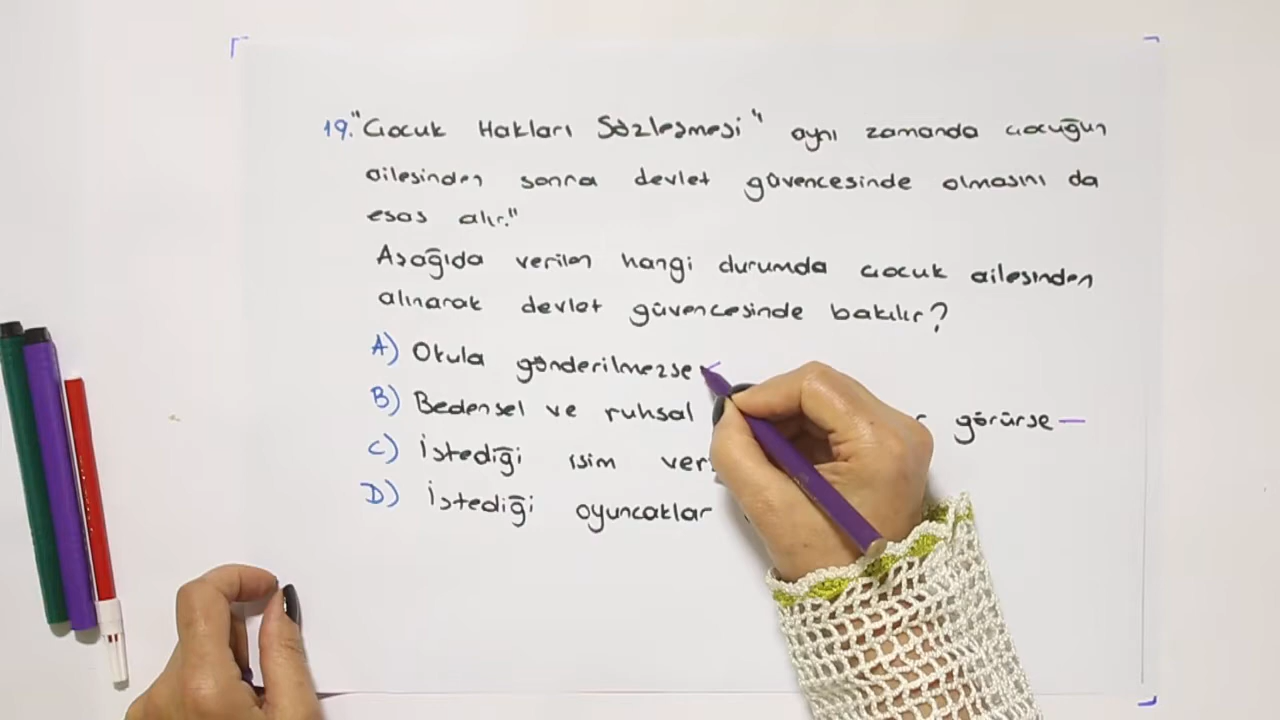 19. "Çocuk Hakları Sözleşmesi" aynı zamanda çocuğun
ailesinden sonra devlet güvencesinde olmasını da
esas alır."
Aşağıda verilen hangi durumda çocuk ailesinden
alınarak devlet güvencesinde bakılır?
A) Okula gönderilmezse
B) Bedensel ve ruhsal görürse
C) İstediği isim
D) İstediği oyuncaklar